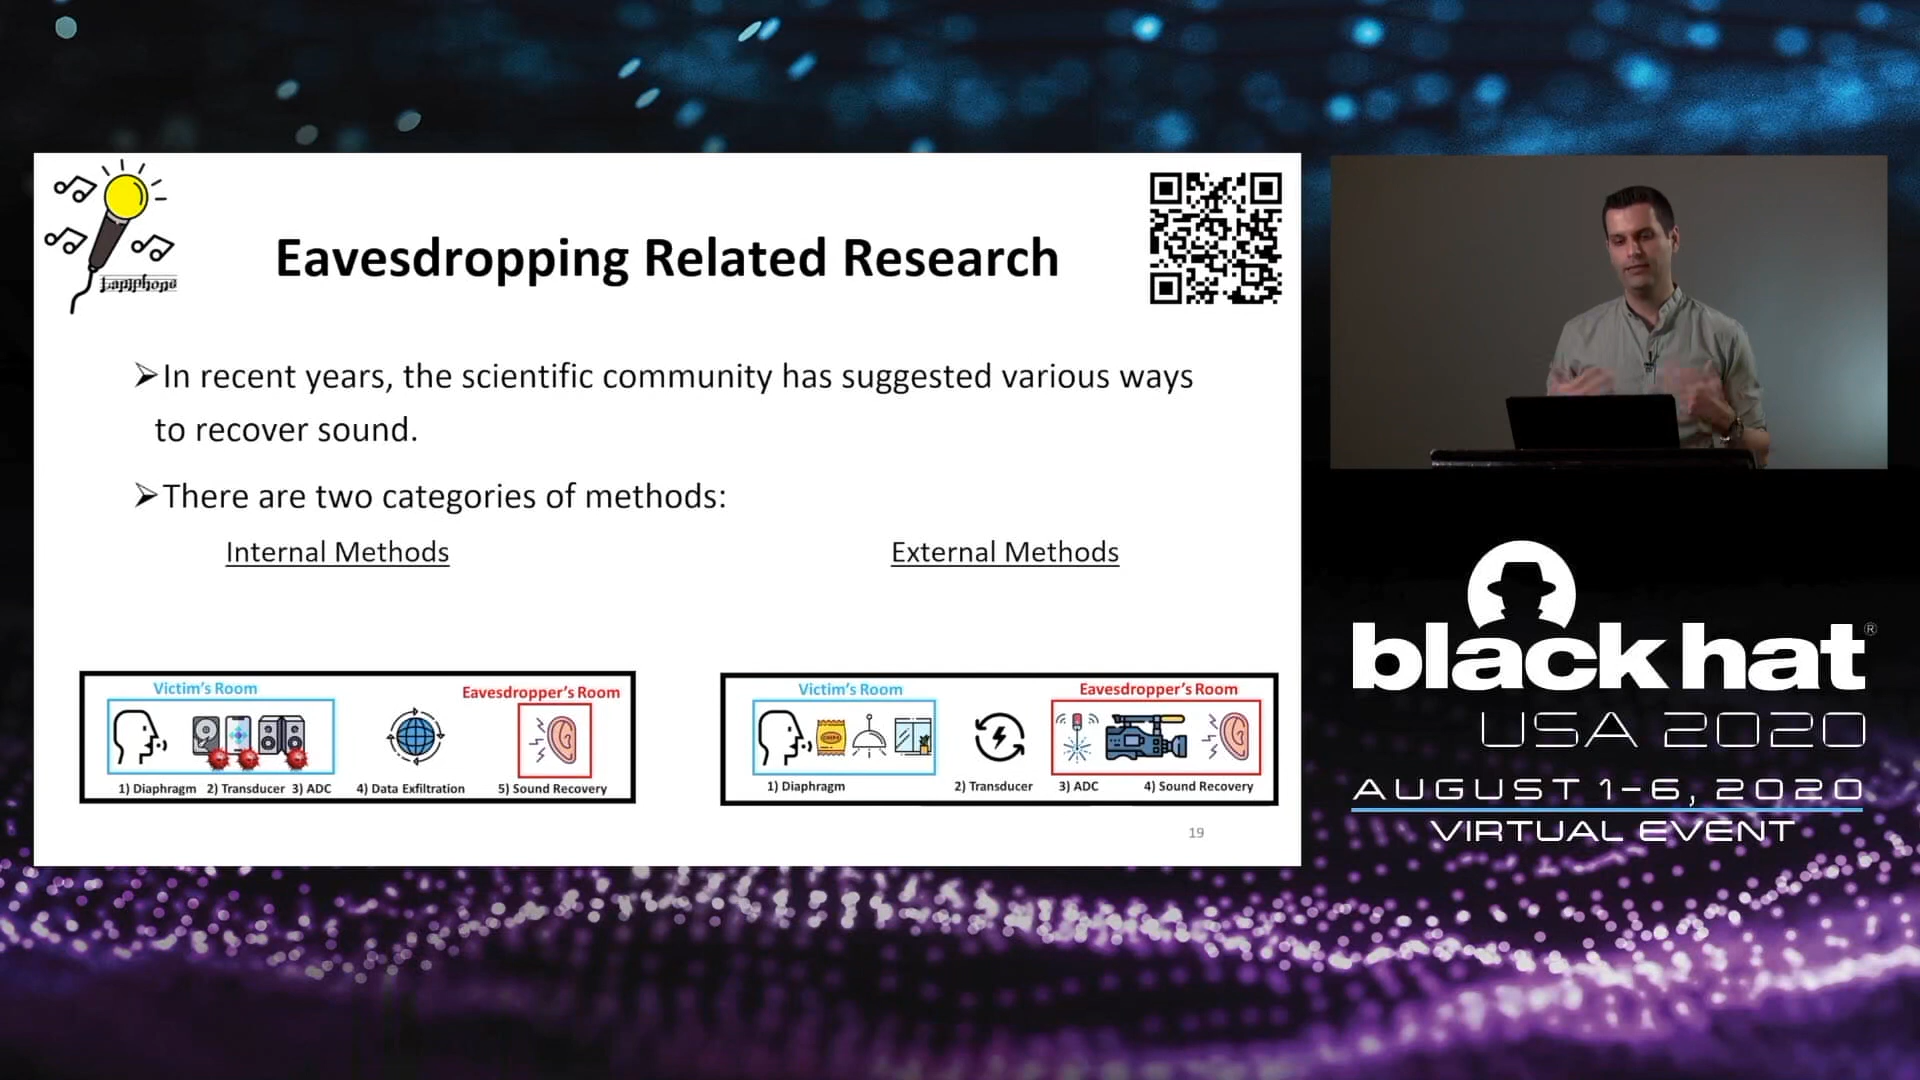 Lamphone
Eavesdropping Related Research
➢In recent years, the scientific community has suggested various ways
to recover sound.
➢There are two categories of methods:
Internal Methods
External Methods
Victim's Room
Eavesdropper's Room
CHIPS
1) Diaphragm 2) Transducer 3) ADC 4) Data Exfiltration 5) Sound Recovery
Victim's Room
Eavesdropper's Room
1) Diaphragm 2) Transducer 3) ADC 4) Sound Recovery
19
black hat®
USA 2020
AUGUST 1-6, 2020
VIRTUAL EVENT